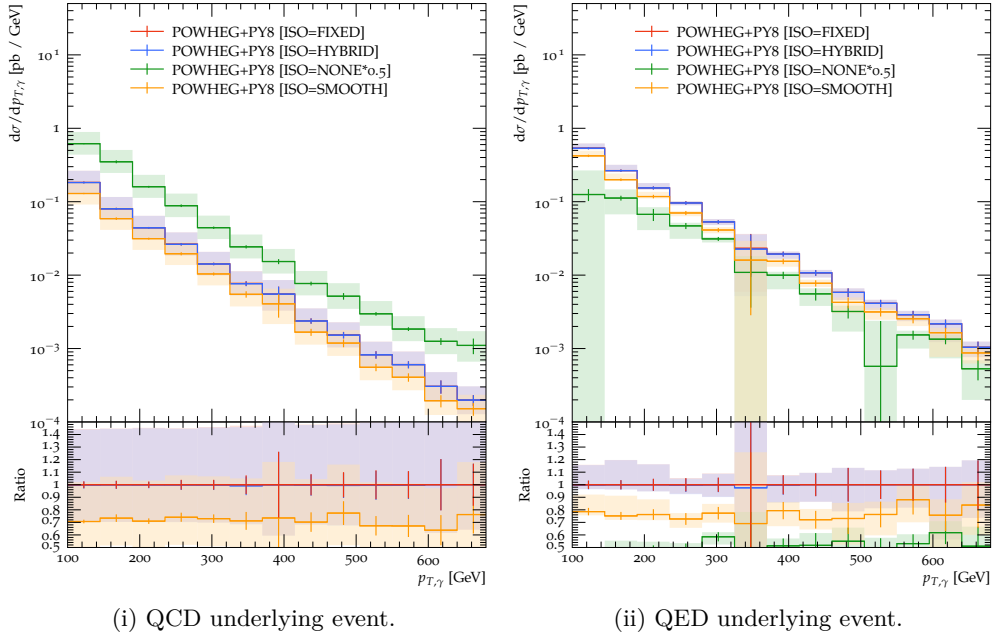 POWHEG+PY8 [ISO=FIXED]
POWHEG+PY8 [ISO=HYBRID]
POWHEG+PY8 [ISO=NONE*0.5]
POWHEG+PY8 [ISO=SMOOTH]
10¹
1
10⁻¹
10⁻²
10⁻³
10⁻⁴
dσ/dp_{T,γ} [pb / GeV]
1.4
1.3
1.2
1.1
1
0.9
0.8
0.7
0.6
0.5
Ratio
100 200 300 400 500 600
p_{T,γ} [GeV]
(i) QCD underlying event.
POWHEG+PY8 [ISO=FIXED]
POWHEG+PY8 [ISO=HYBRID]
POWHEG+PY8 [ISO=NONE*0.5]
POWHEG+PY8 [ISO=SMOOTH]
10¹
1
10⁻¹
10⁻²
10⁻³
10⁻⁴
dσ/dp_{T,γ} [pb / GeV]
1.4
1.3
1.2
1.1
1
0.9
0.8
0.7
0.6
0.5
Ratio
100 200 300 400 500 600
p_{T,γ} [GeV]
(ii) QED underlying event.